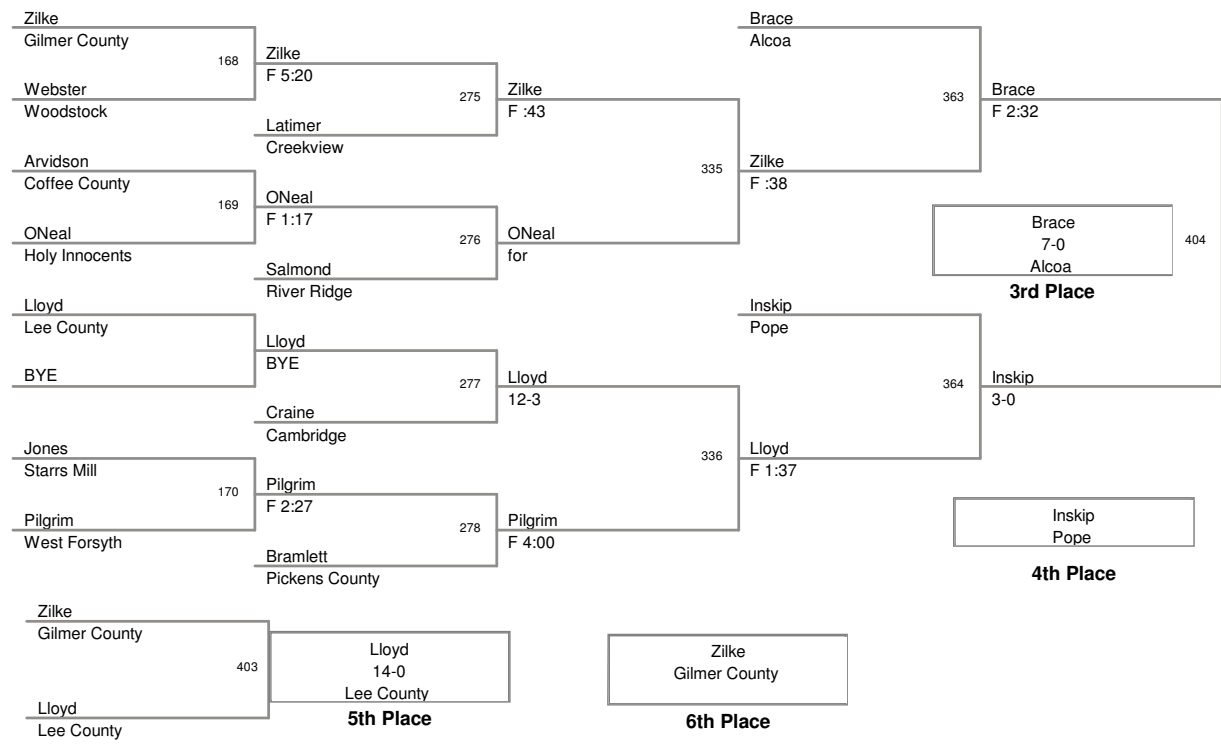 Zilke
Gilmer County
168
Webster
Woodstock
Arvidson
Coffee County
169
ONeal
Holy Innocents
Lloyd
Lee County
BYE
Jones
Starrs Mill
170
Pilgrim
West Forsyth
Zilke
F 5:20
275
Latimer
Creekview
ONeal
F 1:17
276
Salmond
River Ridge
Lloyd
BYE
277
Craine
Cambridge
Pilgrim
F 2:27
278
Bramlett
Pickens County
Zilke
F :43
335
ONeal
for
Lloyd
12-3
336
Pilgrim
F 4:00
Brace
Alcoa
363
Zilke
F :38
Inskip
Pope
364
Lloyd
F 1:37
Brace
F 2:32
404
Inskip
3-0
Brace
7-0
Alcoa
3rd Place
Inskip
Pope
4th Place
Zilke
Gilmer County
403
Lloyd
Lee County
Lloyd
14-0
Lee County
5th Place
Zilke
Gilmer County
6th Place